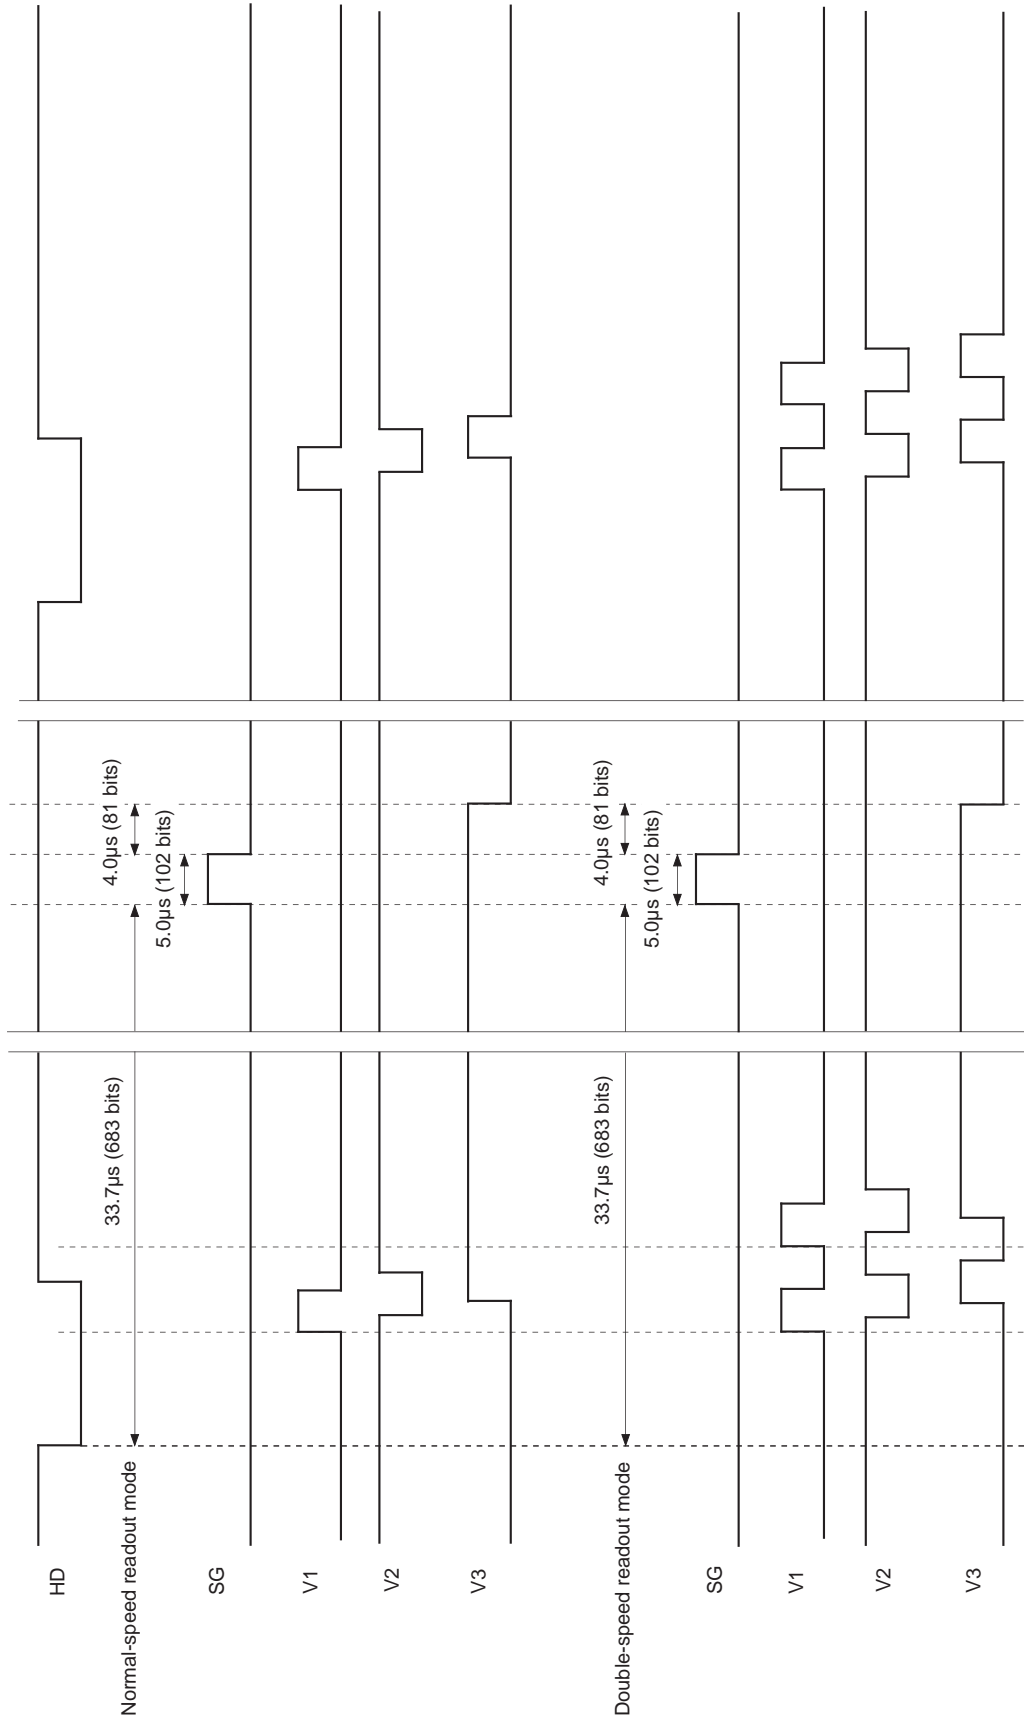 HD
Normal-speed readout mode
33.7µs (683 bits)
4.0µs (81 bits)
5.0µs (102 bits)
SG
V1
V2
V3
Double-speed readout mode
33.7µs (683 bits)
4.0µs (81 bits)
5.0µs (102 bits)
SG
V1
V2
V3